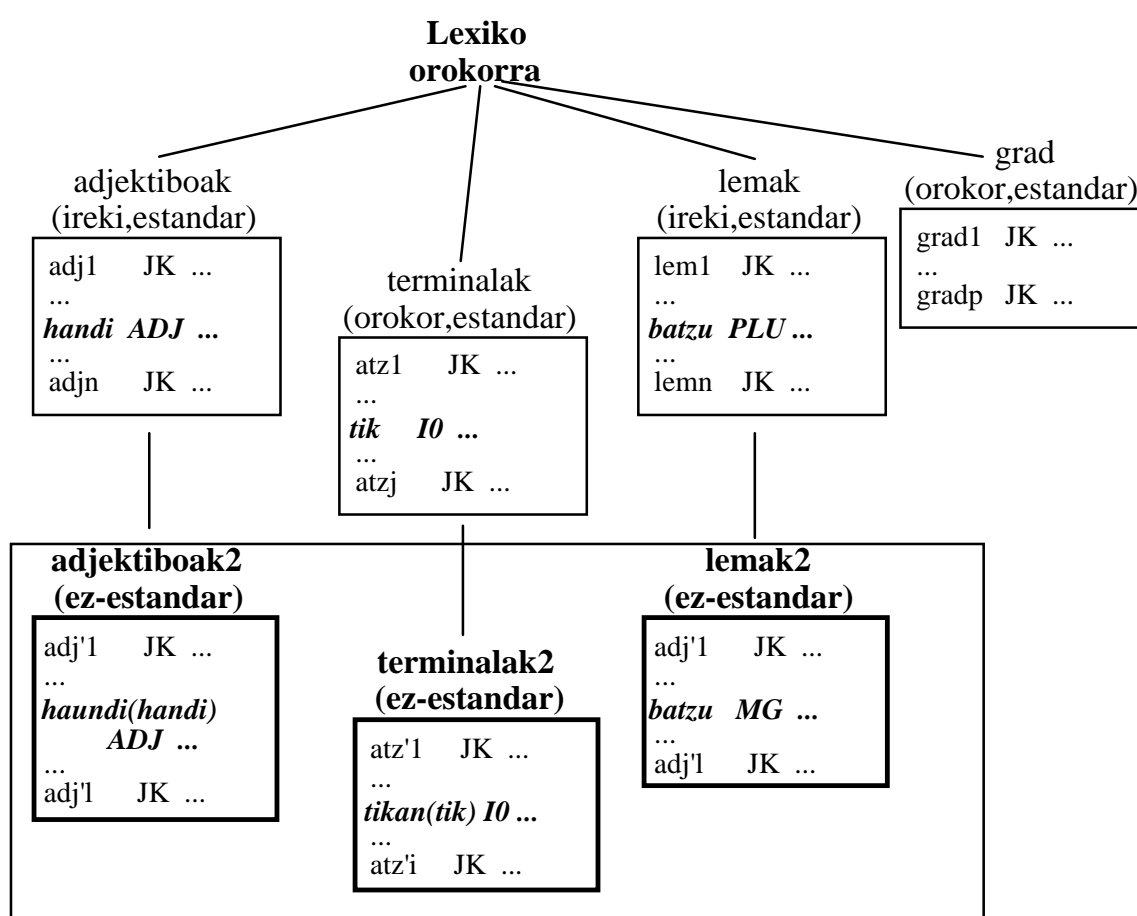 Lexiko
orokorra
adjektiboak
(ireki,estandar)
adj1 JK ...
...
handi ADJ ...
...
adjn JK ...
terminalak
(orokor,estandar)
atz1 JK ...
...
tik I0 ...
...
atzj JK ...
lemak
(ireki,estandar)
lem1 JK ...
...
batzu PLU ...
...
lemn JK ...
grad
(orokor,estandar)
grad1 JK ...
...
gradp JK ...
adjektiboak2
(ez-estandar)
adj'1 JK ...
...
haundi(handi)
ADJ ...
...
adj'l JK ...
terminalak2
(ez-estandar)
atz'1 JK ...
...
tikan(tik) I0 ...
...
atz'i JK ...
lemak2
(ez-estandar)
adj'1 JK ...
...
batzu MG ...
...
adj'l JK ...